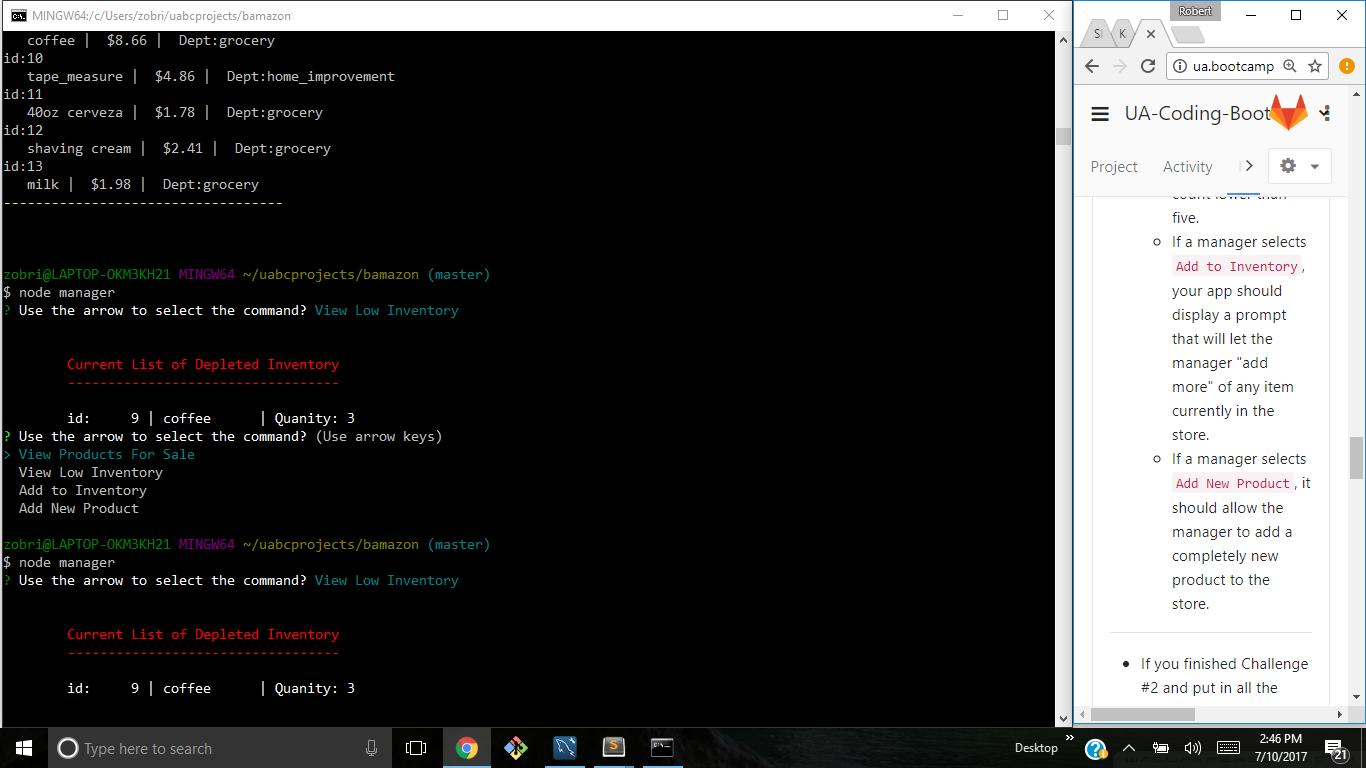 MINGW64:/c/Users/zobri/uabcprojects/bamazon
coffee | $8.66 | Dept:grocery
id:10
tape_measure | $4.86 | Dept:home_improvement
id:11
40oz cerveza | $1.78 | Dept:grocery
id:12
shaving cream | $2.41 | Dept:grocery
id:13
milk | $1.98 | Dept:grocery
-----------------------------------
zobri@LAPTOP-OKM3KH21 MINGW64 ~/uabcprojects/bamazon (master)
$ node manager
? Use the arrow to select the command? View Low Inventory
Current List of Depleted Inventory
----------------------------------
id: 9 | coffee | Quanity: 3
? Use the arrow to select the command? (Use arrow keys)
> View Products For Sale
View Low Inventory
Add to Inventory
Add New Product
zobri@LAPTOP-OKM3KH21 MINGW64 ~/uabcprojects/bamazon (master)
$ node manager
? Use the arrow to select the command? View Low Inventory
Current List of Depleted Inventory
----------------------------------
id: 9 | coffee | Quanity: 3
Robert
S
K
ua.bootcamp
UA-Coding-Boot
Project Activity
count lower than
five.
If a manager selects
Add to Inventory,
your app should
display a prompt
that will let the
manager "add
more" of any item
currently in the
store.
If a manager selects
Add New Product, it
should allow the
manager to add a
completely new
product to the
store.
If you finished Challenge
#2 and put in all the
Type here to search
Desktop
2:46 PM
7/10/2017
21